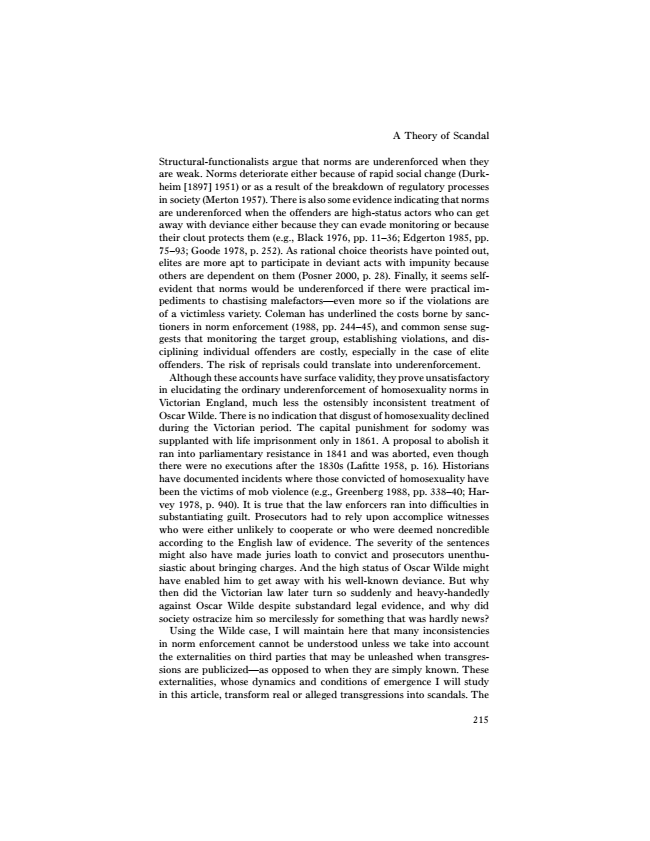 A Theory of Scandal
Structural-functionalists argue that norms are underenforced when they
are weak. Norms deteriorate either because of rapid social change (Durk-
heim [1897] 1951) or as a result of the breakdown of regulatory processes
in society (Merton 1957). There is also some evidence indicating that norms
are underenforced when the offenders are high-status actors who can get
away with deviance either because they can evade monitoring or because
their clout protects them (e.g., Black 1976, pp. 11–36; Edgerton 1985, pp.
75–93; Goode 1978, p. 252). As rational choice theorists have pointed out,
elites are more apt to participate in deviant acts with impunity because
others are dependent on them (Posner 2000, p. 28). Finally, it seems self-
evident that norms would be underenforced if there were practical im-
pediments to chastising malefactors—even more so if the violations are
of a victimless variety. Coleman has underlined the costs borne by sanc-
tioners in norm enforcement (1988, pp. 244–45), and common sense sug-
gests that monitoring the target group, establishing violations, and dis-
ciplining individual offenders are costly, especially in the case of elite
offenders. The risk of reprisals could translate into underenforcement.
Although these accounts have surface validity, they prove unsatisfactory
in elucidating the ordinary underenforcement of homosexuality norms in
Victorian England, much less the ostensibly inconsistent treatment of
Oscar Wilde. There is no indication that disgust of homosexuality declined
during the Victorian period. The capital punishment for sodomy was
supplanted with life imprisonment only in 1861. A proposal to abolish it
ran into parliamentary resistance in 1841 and was aborted, even though
there were no executions after the 1830s (Lafitte 1958, p. 16). Historians
have documented incidents where those convicted of homosexuality have
been the victims of mob violence (e.g., Greenberg 1988, pp. 338–40; Har-
vey 1978, p. 940). It is true that the law enforcers ran into difficulties in
substantiating guilt. Prosecutors had to rely upon accomplice witnesses
who were either unlikely to cooperate or who were deemed noncredible
according to the English law of evidence. The severity of the sentences
might also have made juries loath to convict and prosecutors unenthu-
siastic about bringing charges. And the high status of Oscar Wilde might
have enabled him to get away with his well-known deviance. But why
then did the Victorian law later turn so suddenly and heavy-handedly
against Oscar Wilde despite substandard legal evidence, and why did
society ostracize him so mercilessly for something that was hardly news?
Using the Wilde case, I will maintain here that many inconsistencies
in norm enforcement cannot be understood unless we take into account
the externalities on third parties that may be unleashed when transgres-
sions are publicized—as opposed to when they are simply known. These
externalities, whose dynamics and conditions of emergence I will study
in this article, transform real or alleged transgressions into scandals. The
215